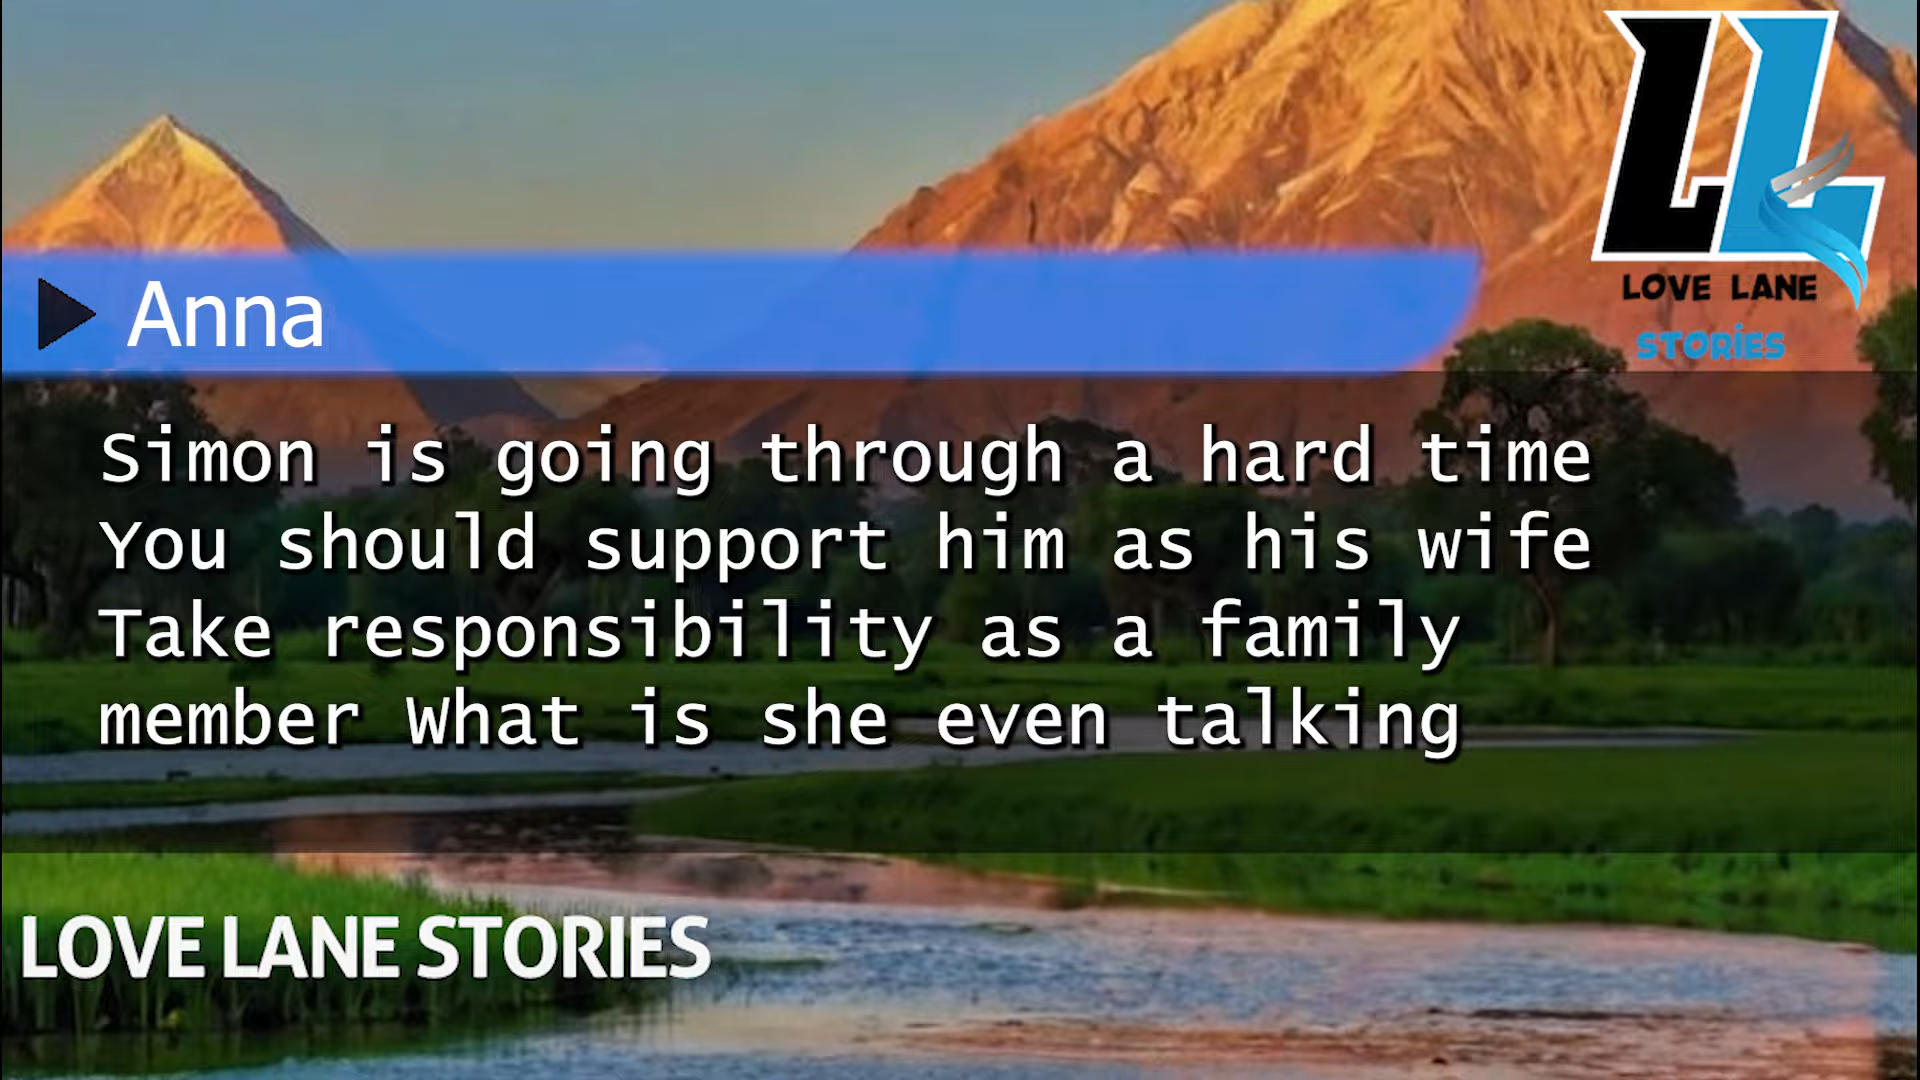 LL
LOVE LANE
STORIES
Anna
Simon is going through a hard time
You should support him as his wife
Take responsibility as a family
member What is she even talking
LOVE LANE STORIES